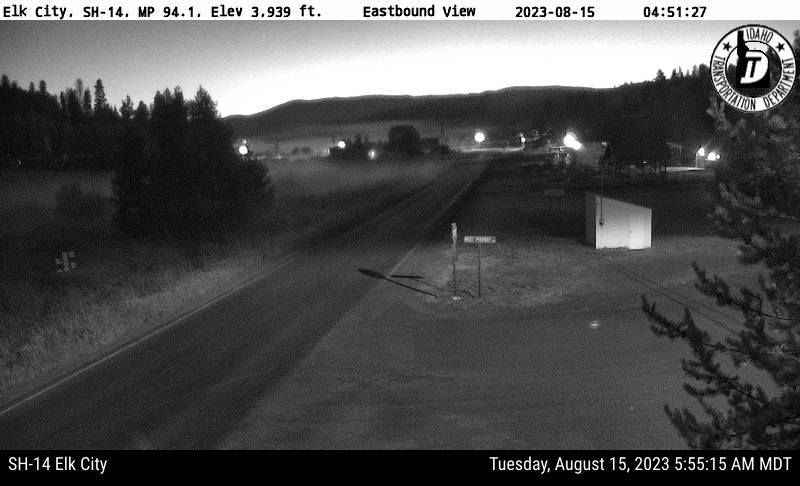 Elk City, SH-14, MP 94.1, Elev 3,939 ft. Eastbound View 2023-08-15 04:51:27
IDAHO
TRANSPORTATION DEPARTMENT
SH-14 Elk City
Tuesday, August 15, 2023 5:55:15 AM MDT